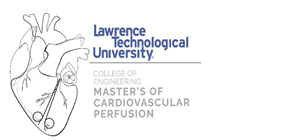 Lawrence
Technological
University®
COLLEGE OF
ENGINEERING
MASTER'S OF
CARDIOVASCULAR
PERFUSION